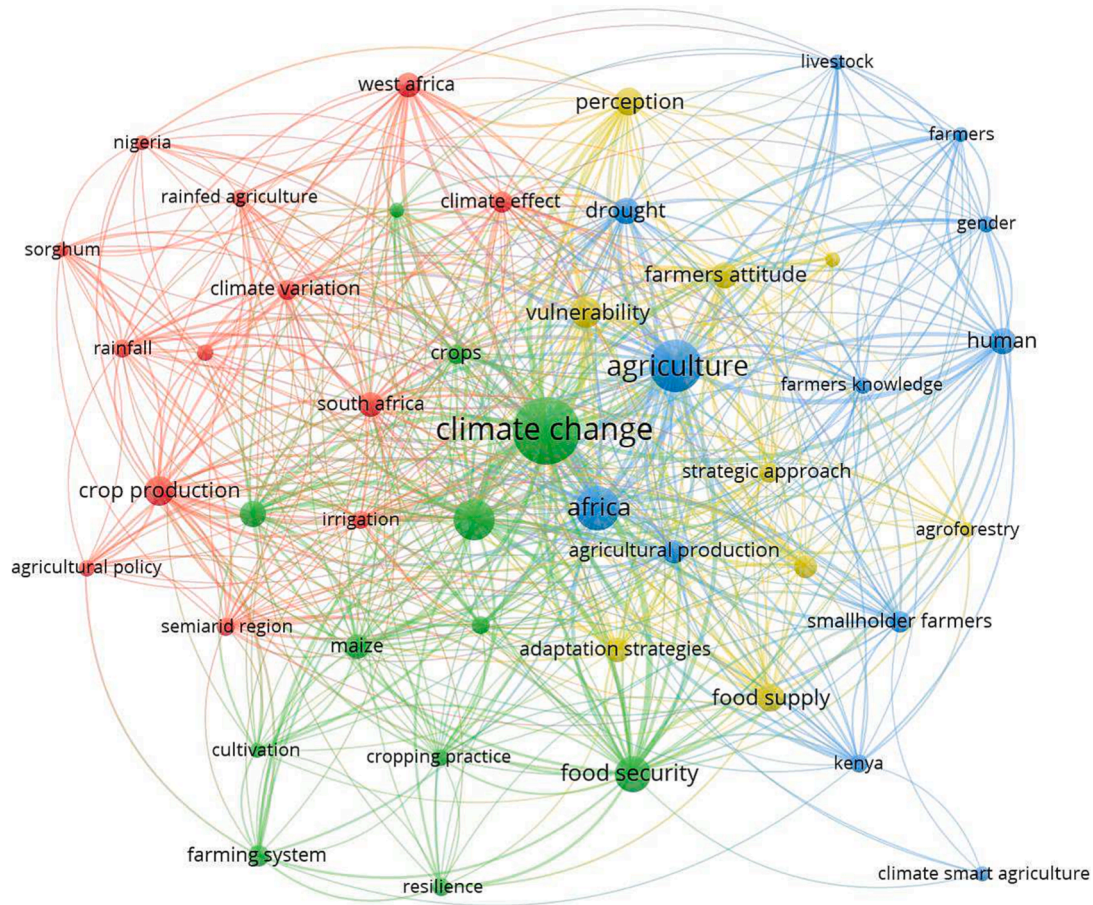 livestock
west africa
perception
farmers
nigeria
rainfed agriculture
climate effect
drought
gender
sorghum
farmers attitude
climate variation
vulnerability
human
rainfall
crops
agriculture
farmers knowledge
south africa
climate change
strategic approach
crop production
africa
irrigation
agroforestry
agricultural production
agricultural policy
smallholder farmers
semiarid region
maize
adaptation strategies
food supply
cultivation
cropping practice
food security
kenya
farming system
climate smart agriculture
resilience